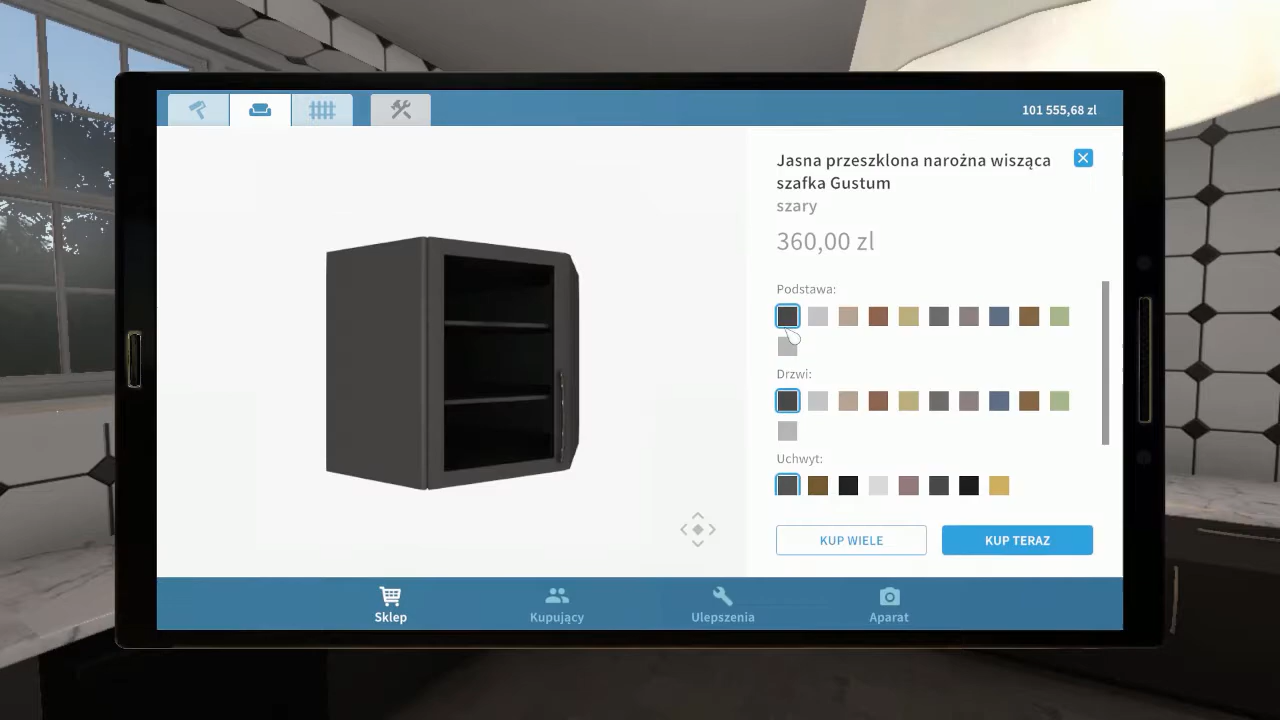 101 555,68 zl
Jasna przeszklona narożna wisząca
szafka Gustum
szary
360,00 zl
Podstawa:
Drzwi:
Uchwyt:
KUP WIELE
KUP TERAZ
Sklep
Kupujący
Ulepszenia
Aparat